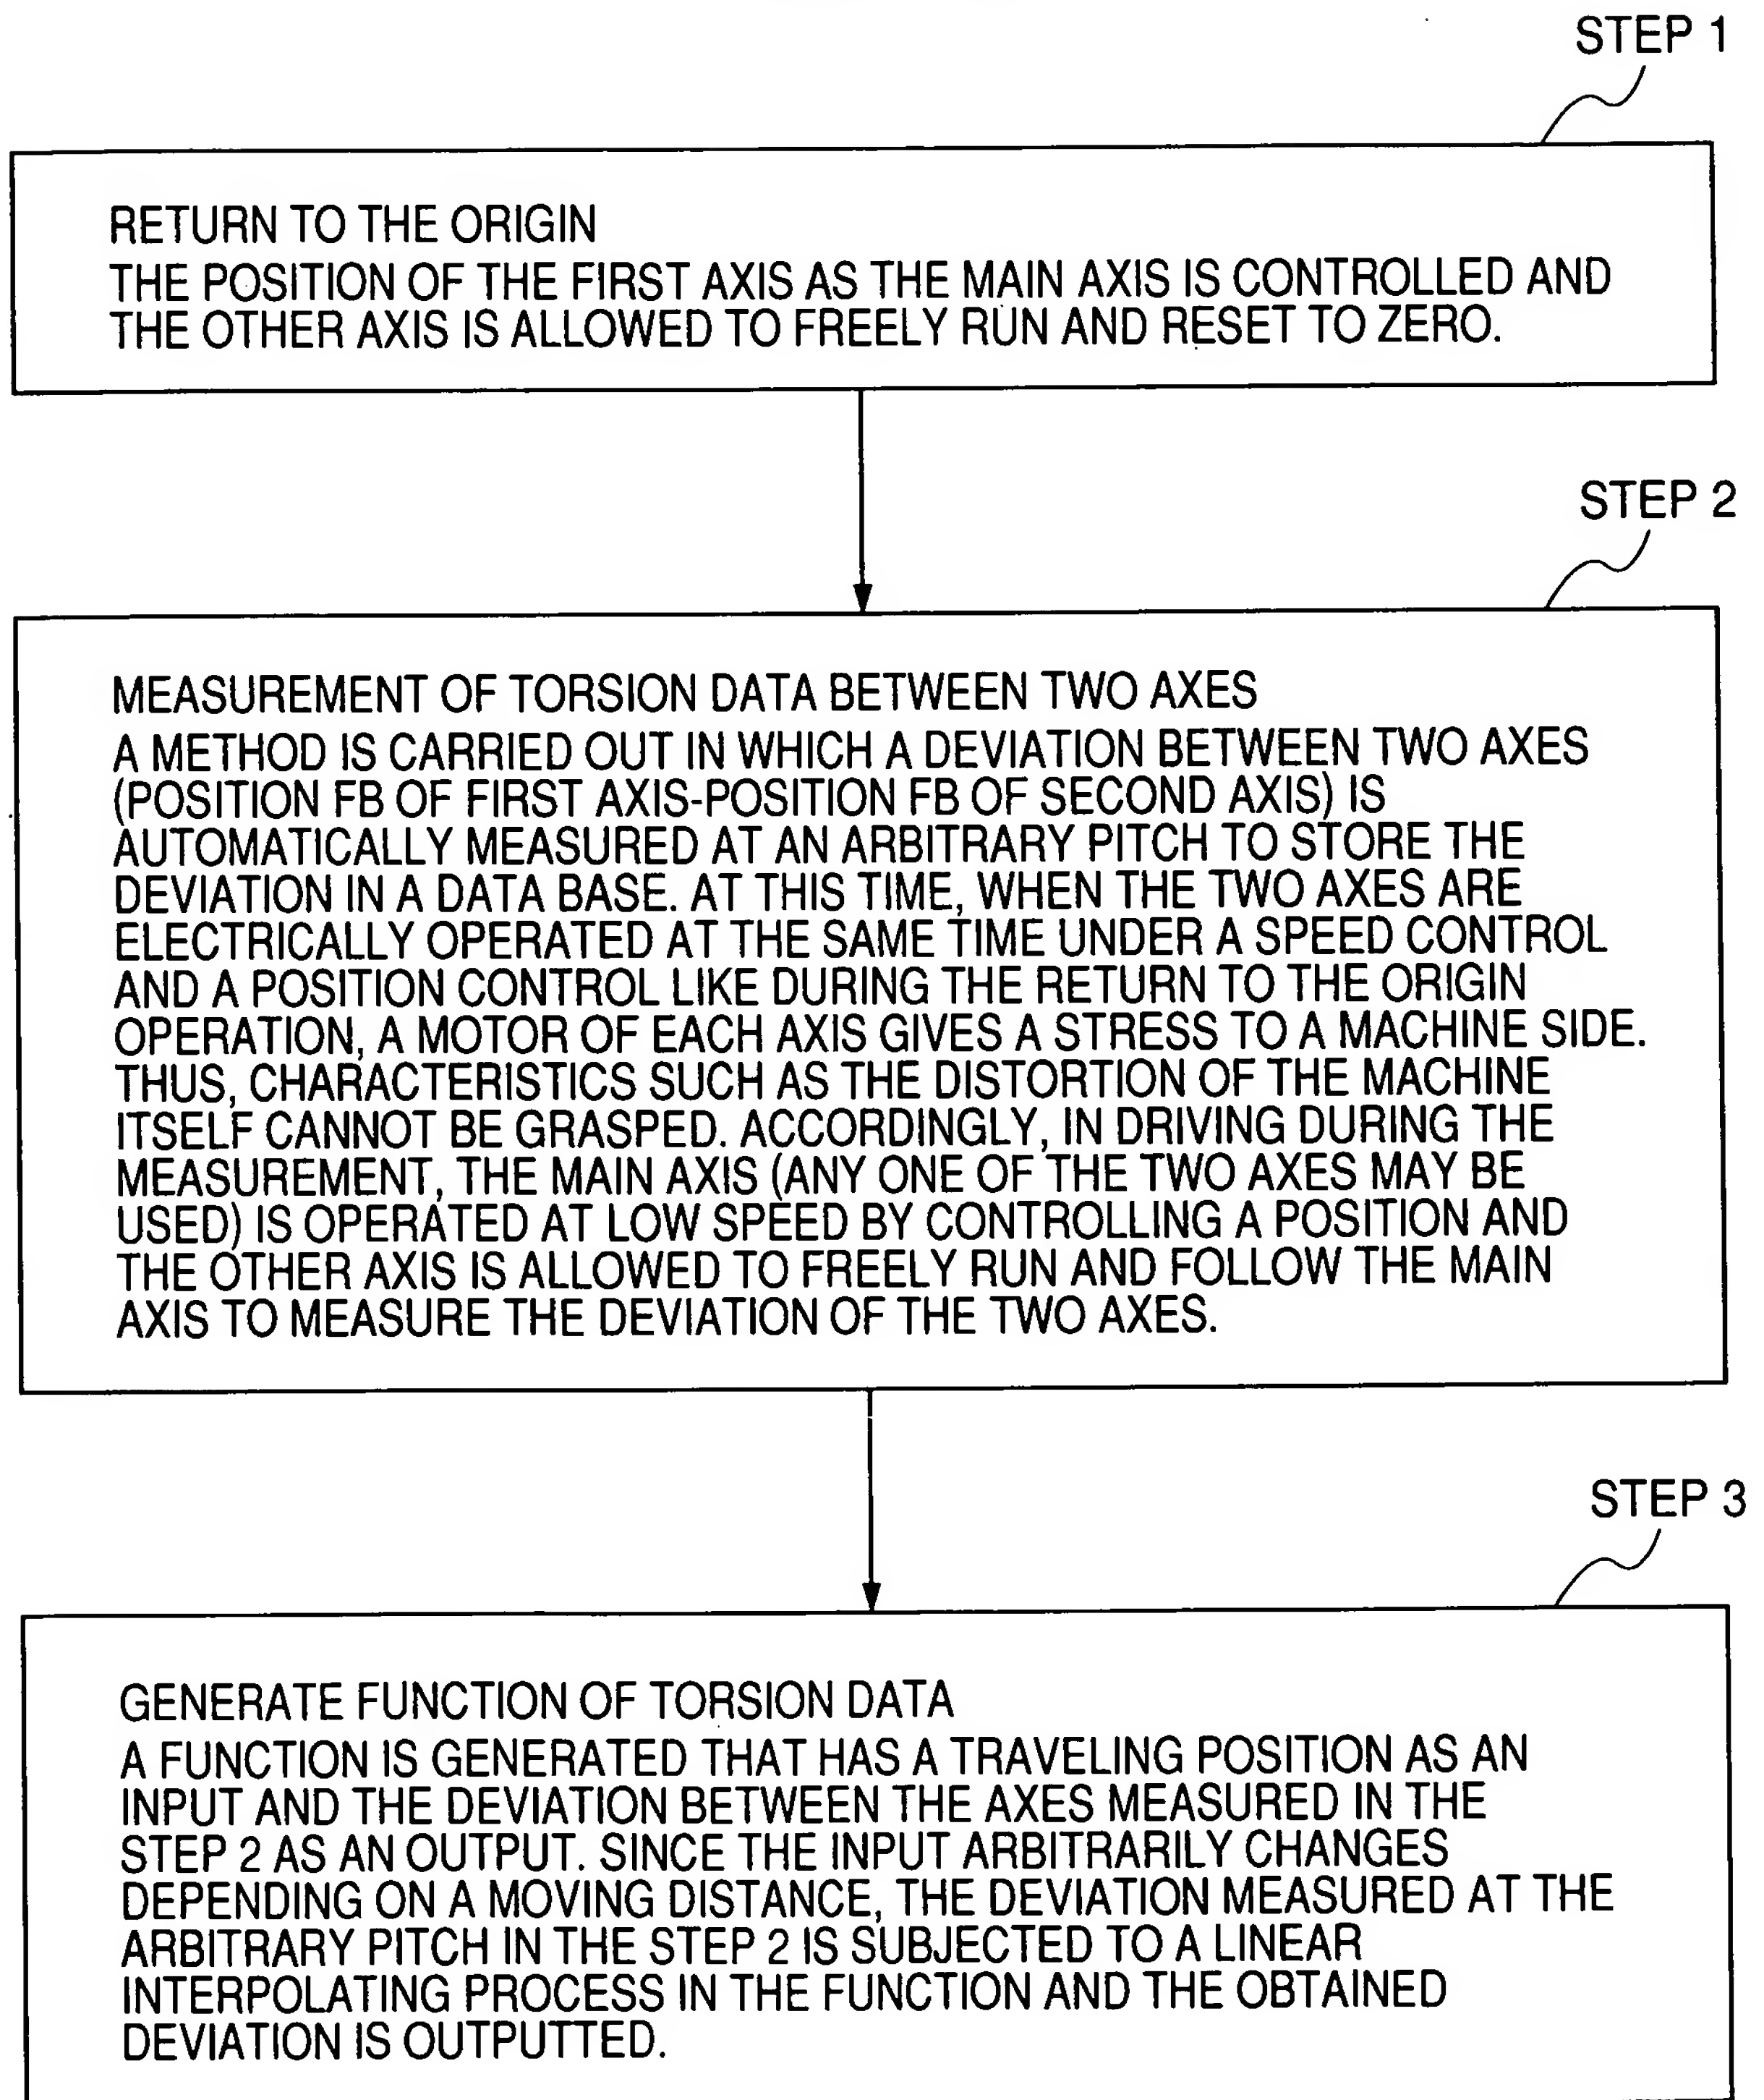 STEP 1
RETURN TO THE ORIGIN
THE POSITION OF THE FIRST AXIS AS THE MAIN AXIS IS CONTROLLED AND
THE OTHER AXIS IS ALLOWED TO FREELY RUN AND RESET TO ZERO.
STEP 2
MEASUREMENT OF TORSION DATA BETWEEN TWO AXES
A METHOD IS CARRIED OUT IN WHICH A DEVIATION BETWEEN TWO AXES
(POSITION FB OF FIRST AXIS-POSITION FB OF SECOND AXIS) IS
AUTOMATICALLY MEASURED AT AN ARBITRARY PITCH TO STORE THE
DEVIATION IN A DATA BASE. AT THIS TIME, WHEN THE TWO AXES ARE
ELECTRICALLY OPERATED AT THE SAME TIME UNDER A SPEED CONTROL
AND A POSITION CONTROL LIKE DURING THE RETURN TO THE ORIGIN
OPERATION, A MOTOR OF EACH AXIS GIVES A STRESS TO A MACHINE SIDE.
THUS, CHARACTERISTICS SUCH AS THE DISTORTION OF THE MACHINE
ITSELF CANNOT BE GRASPED. ACCORDINGLY, IN DRIVING DURING THE
MEASUREMENT, THE MAIN AXIS (ANY ONE OF THE TWO AXES MAY BE
USED) IS OPERATED AT LOW SPEED BY CONTROLLING A POSITION AND
THE OTHER AXIS IS ALLOWED TO FREELY RUN AND FOLLOW THE MAIN
AXIS TO MEASURE THE DEVIATION OF THE TWO AXES.
STEP 3
GENERATE FUNCTION OF TORSION DATA
A FUNCTION IS GENERATED THAT HAS A TRAVELING POSITION AS AN
INPUT AND THE DEVIATION BETWEEN THE AXES MEASURED IN THE
STEP 2 AS AN OUTPUT. SINCE THE INPUT ARBITRARILY CHANGES
DEPENDING ON A MOVING DISTANCE, THE DEVIATION MEASURED AT THE
ARBITRARY PITCH IN THE STEP 2 IS SUBJECTED TO A LINEAR
INTERPOLATING PROCESS IN THE FUNCTION AND THE OBTAINED
DEVIATION IS OUTPUTTED.